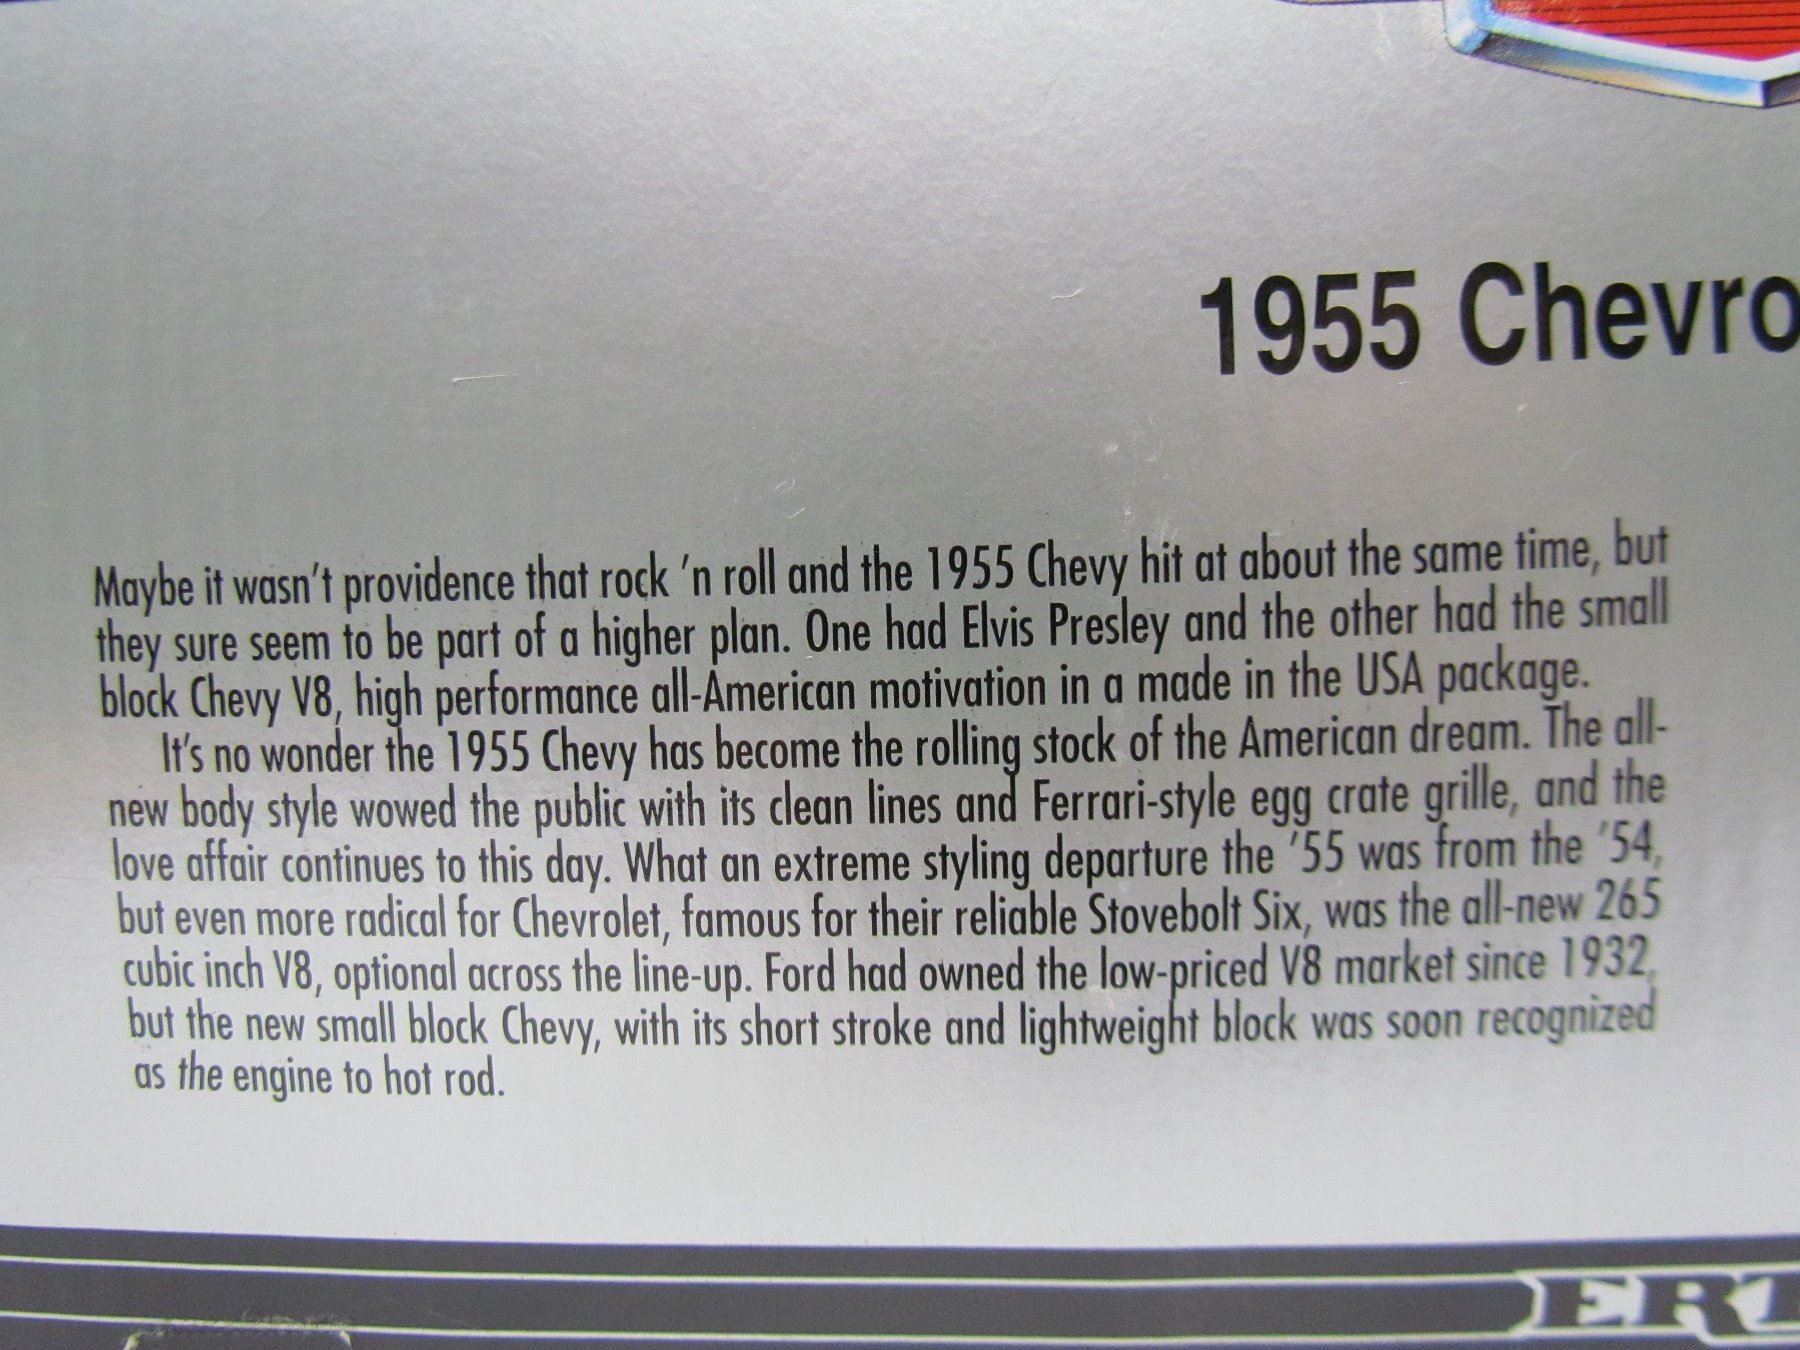 1955 Chevro
Maybe it wasn't providence that rock 'n roll and the 1955 Chevy hit at about the same time, but
they sure seem to be part of a higher plan. One had Elvis Presley and the other had the small
block Chevy V8, high performance all-American motivation in a made in the USA package.
It's no wonder the 1955 Chevy has become the rolling stock of the American dream. The all-
new body style wowed the public with its clean lines and Ferrari-style egg crate grille, and the
love affair continues to this day. What an extreme styling departure the '55 was from the '54,
but even more radical for Chevrolet, famous for their reliable Stovebolt Six, was the all-new 265
cubic inch V8, optional across the line-up. Ford had owned the low-priced V8 market since 1932,
but the new small block Chevy, with its short stroke and lightweight block was soon recognized
as the engine to hot rod.
ERT